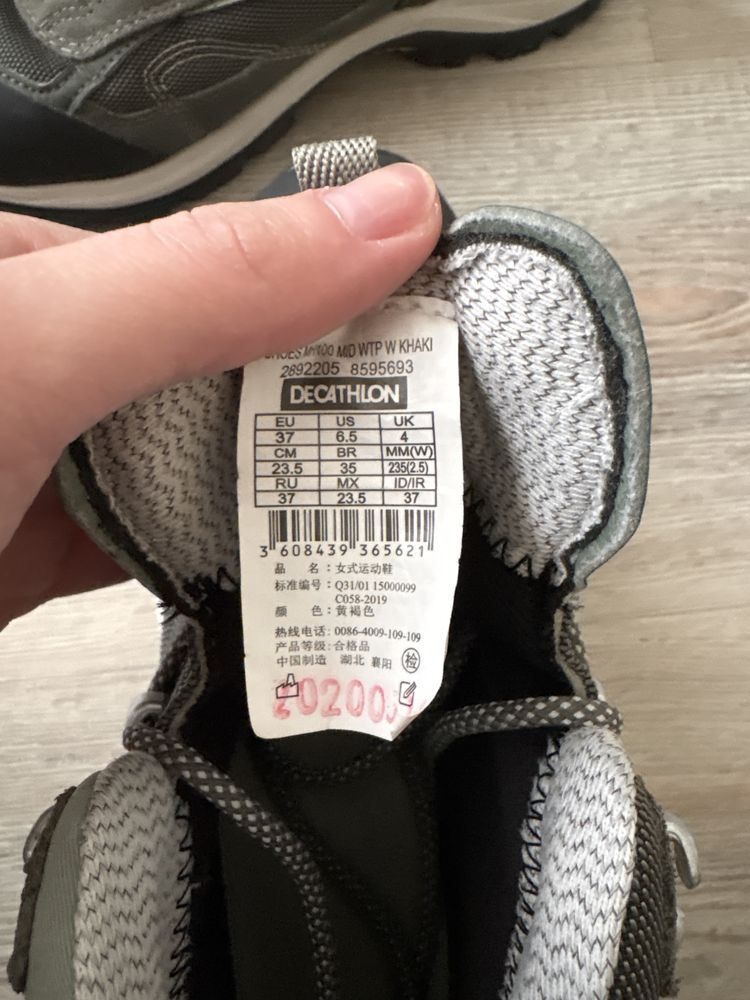 MID WTP W KHAKI
2892205 8595693
DECATHLON
EU US UK
37 6.5 4
CM BR MM(W)
23.5 35 235(2.5)
RU MX ID/IR
37 23.5 37
3 608439 365621
品 名：女式运动鞋
标准编号：Q31/01 15000099
C058-2019
颜 色：黄褐色
热线电话：0086-4009-109-109
产品等级：合格品
中国制造 湖北 襄阳 检